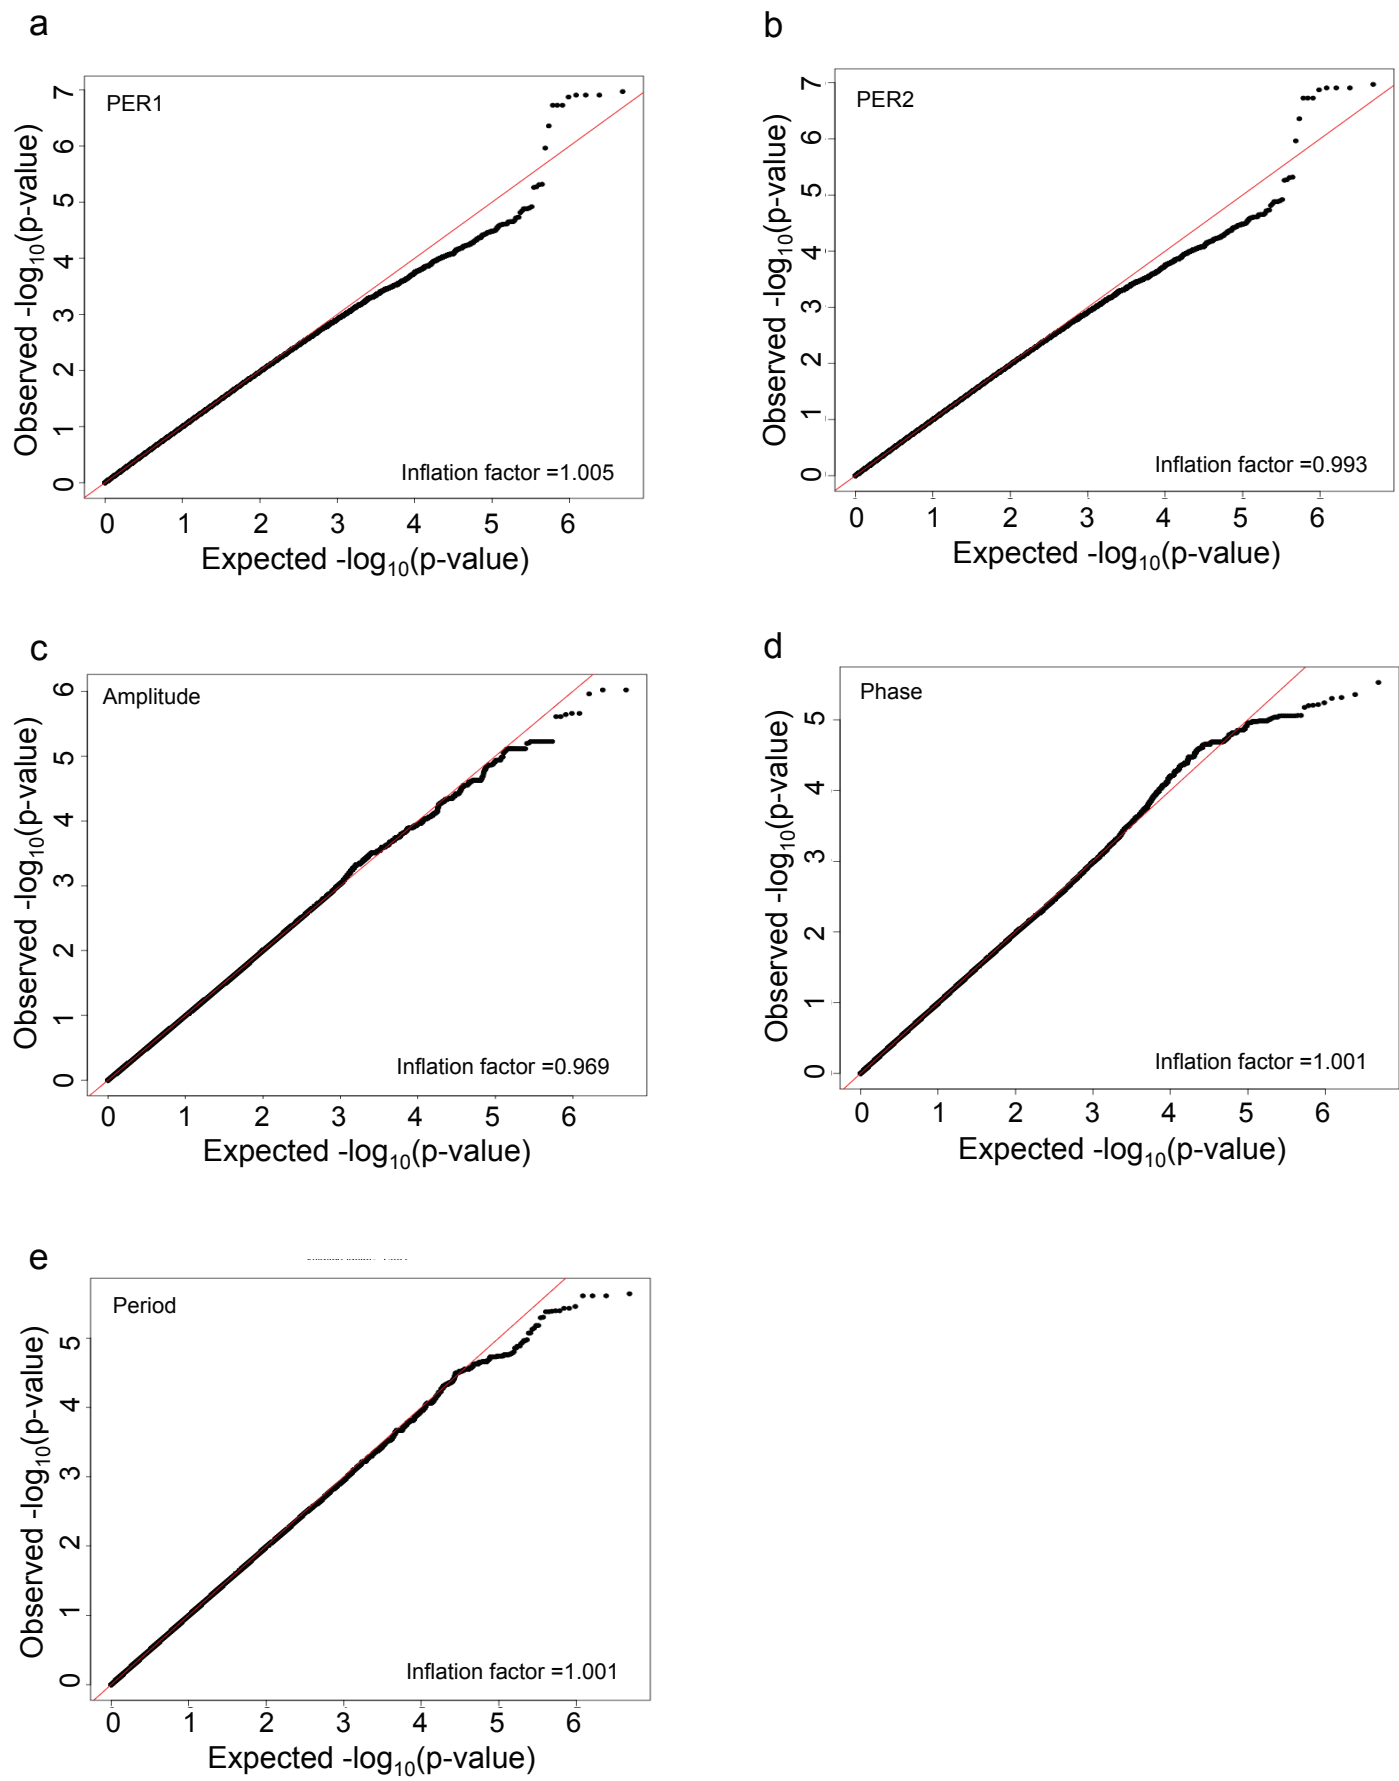 a
PER1
Observed -log10(p-value)
7
6
5
4
3
2
1
0
Inflation factor =1.005
0 1 2 3 4 5 6
Expected -log10(p-value)
b
PER2
Observed -log10(p-value)
7
6
5
4
3
2
1
0
Inflation factor =0.993
0 1 2 3 4 5 6
Expected -log10(p-value)
c
Amplitude
Observed -log10(p-value)
6
5
4
3
2
1
0
Inflation factor =0.969
0 1 2 3 4 5 6
Expected -log10(p-value)
d
Phase
Observed -log10(p-value)
5
4
3
2
1
0
Inflation factor =1.001
0 1 2 3 4 5 6
Expected -log10(p-value)
e
Period
Observed -log10(p-value)
5
4
3
2
1
0
Inflation factor =1.001
0 1 2 3 4 5 6
Expected -log10(p-value)